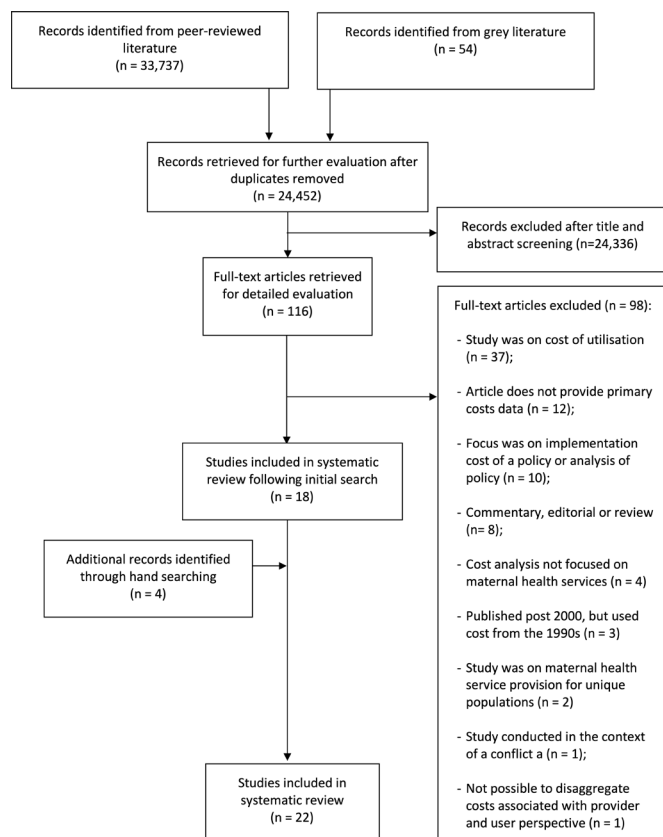 Records identified from peer-reviewed
literature
(n = 33,737)
Records identified from grey literature
(n = 54)
Records retrieved for further evaluation after
duplicates removed
(n = 24,452)
Records excluded after title and
abstract screening (n=24,336)
Full-text articles retrieved
for detailed evaluation
(n = 116)
Full-text articles excluded (n = 98):
- Study was on cost of utilisation
(n = 37);
- Article does not provide primary
costs data (n = 12);
- Focus was on implementation
cost of a policy or analysis of
policy (n = 10);
- Commentary, editorial or review
(n= 8);
- Cost analysis not focused on
maternal health services (n = 4)
- Published post 2000, but used
cost from the 1990s (n = 3)
- Study was on maternal health
service provision for unique
populations (n = 2)
- Study conducted in the context
of a conflict a (n = 1);
- Not possible to disaggregate
costs associated with provider
and user perspective (n = 1)
Studies included in systematic
review following initial search
(n = 18)
Additional records identified
through hand searching
(n = 4)
Studies included in
systematic review
(n = 22)